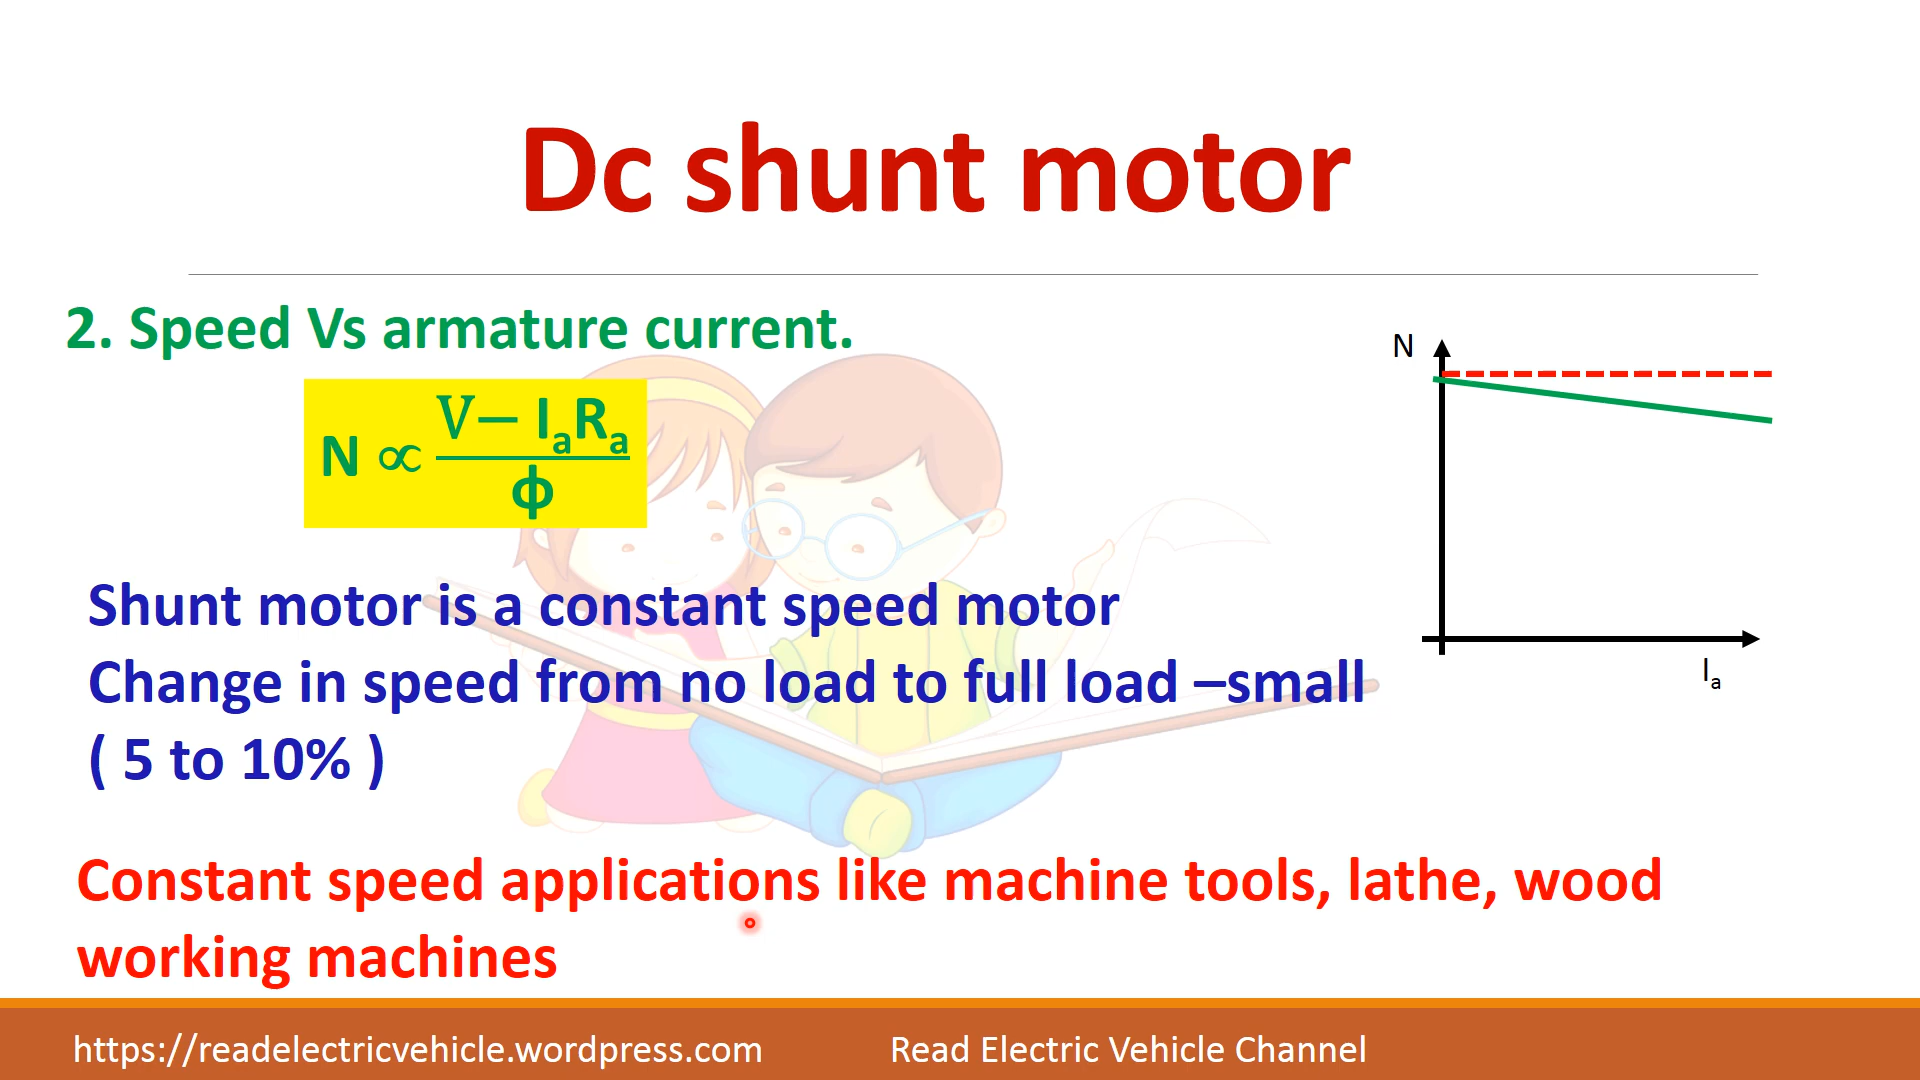 Dc shunt motor
2. Speed Vs armature current.
N ∝ V− IaRa / ϕ
N
Ia
Shunt motor is a constant speed motor
Change in speed from no load to full load –small
( 5 to 10% )
Constant speed applications like machine tools, lathe, wood
working machines
https://readelectricvehicle.wordpress.com
Read Electric Vehicle Channel